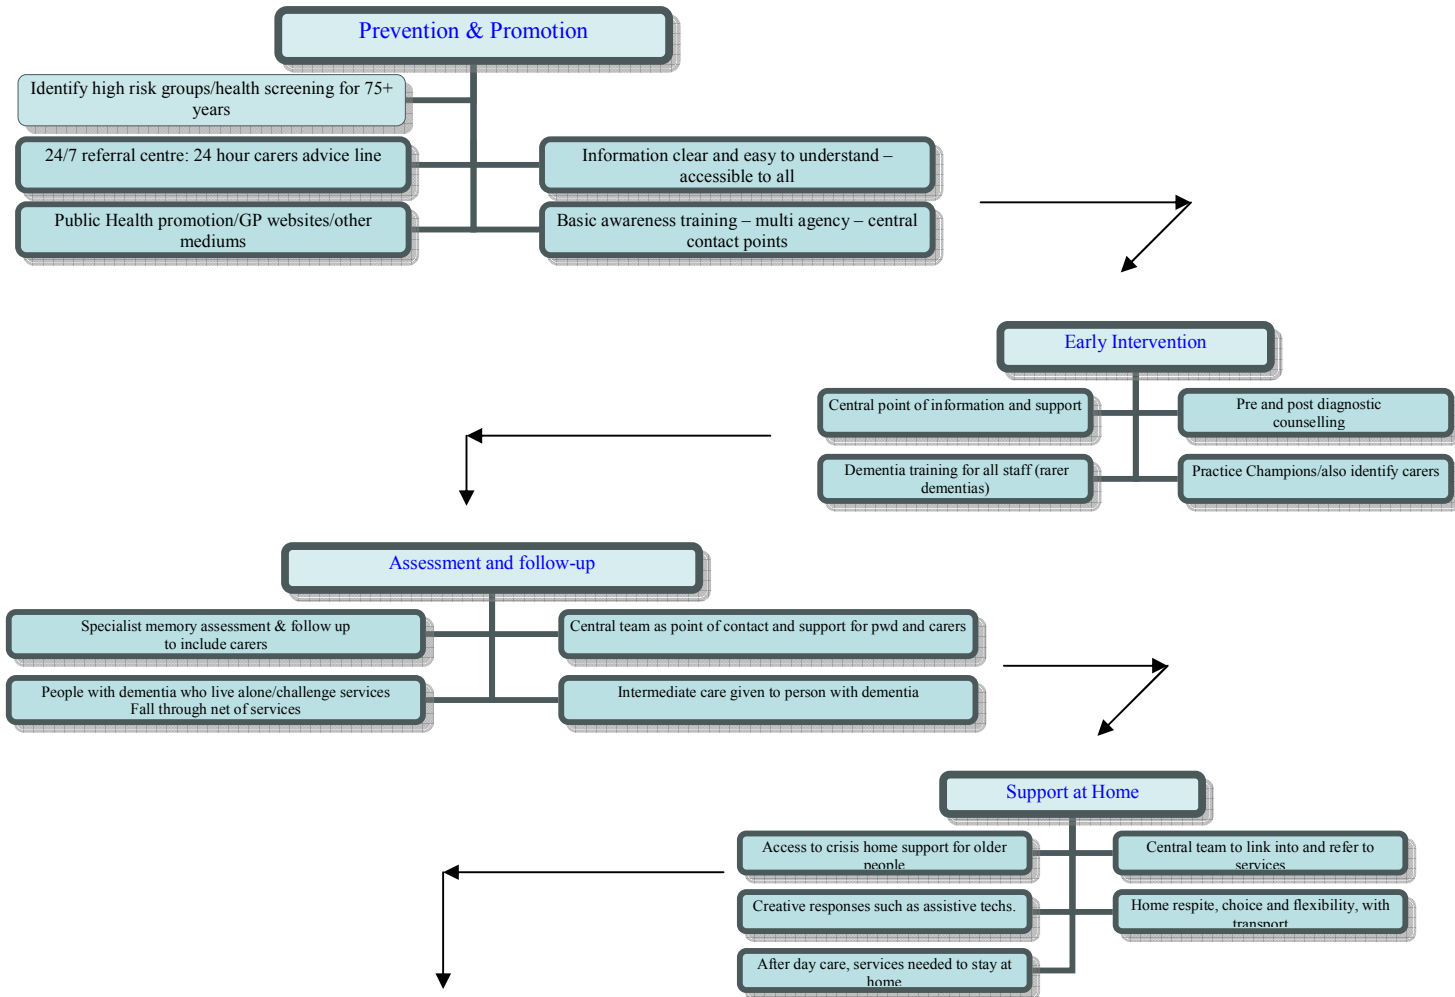 Prevention & Promotion
Identify high risk groups/health screening for 75+
years
24/7 referral centre: 24 hour carers advice line
Information clear and easy to understand –
accessible to all
Public Health promotion/GP websites/other
mediums
Basic awareness training – multi agency – central
contact points
Early Intervention
Central point of information and support
Pre and post diagnostic
counselling
Dementia training for all staff (rarer
dementias)
Practice Champions/also identify carers
Assessment and follow-up
Specialist memory assessment & follow up
to include carers
Central team as point of contact and support for pwd and carers
People with dementia who live alone/challenge services
Fall through net of services
Intermediate care given to person with dementia
Support at Home
Access to crisis home support for older
people
Central team to link into and refer to
services
Creative responses such as assistive techs.
Home respite, choice and flexibility, with
transport
After day care, services needed to stay at
home